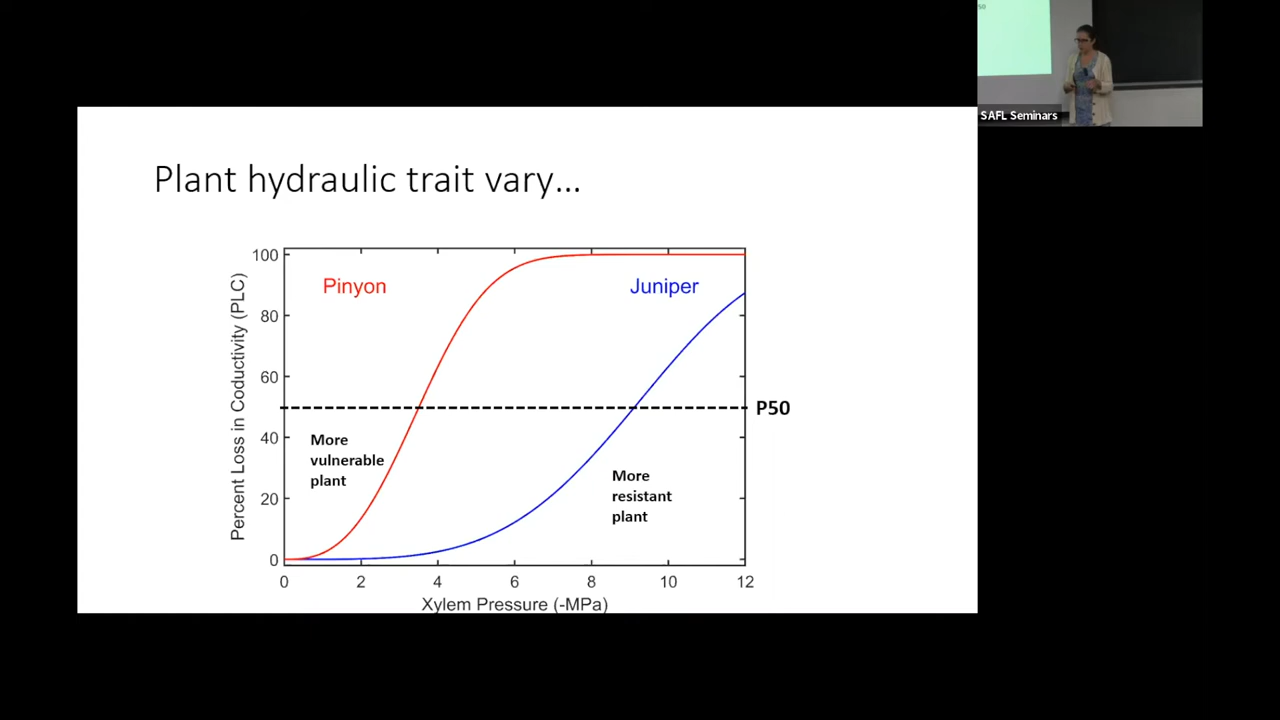 SAFL Seminars
Plant hydraulic trait vary...
Percent Loss in Coductivity (PLC)
100
80
60
40
20
0
Pinyon
Juniper
P50
More
vulnerable
plant
More
resistant
plant
0 2 4 6 8 10 12
Xylem Pressure (-MPa)